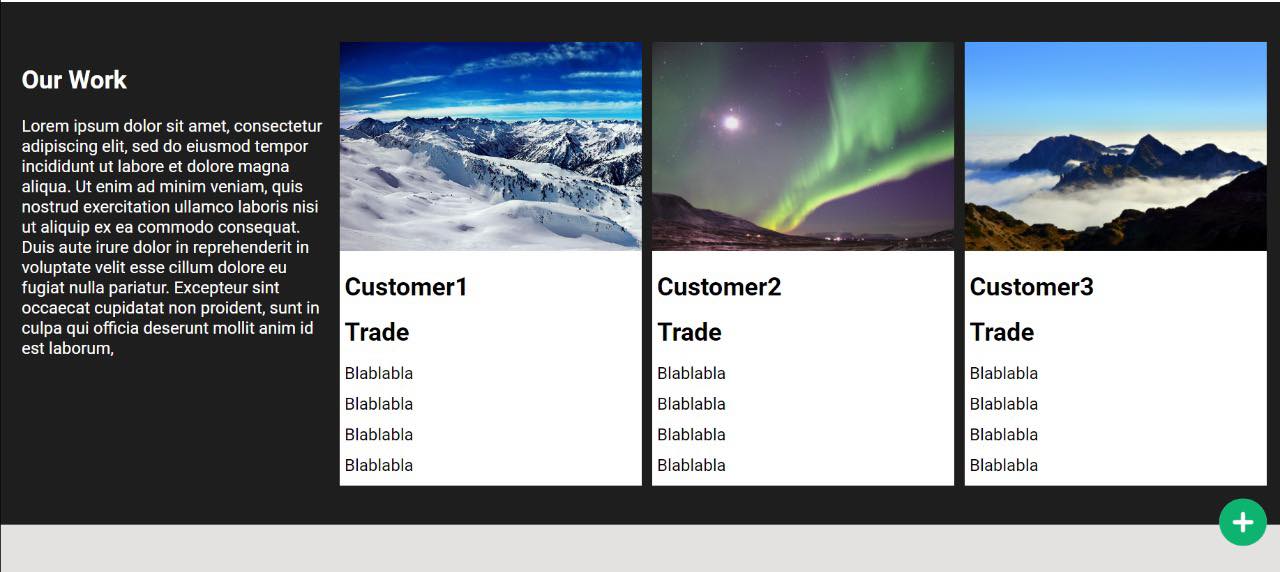 Our Work
Lorem ipsum dolor sit amet, consectetur
adipiscing elit, sed do eiusmod tempor
incididunt ut labore et dolore magna
aliqua. Ut enim ad minim veniam, quis
nostrud exercitation ullamco laboris nisi
ut aliquip ex ea commodo consequat.
Duis aute irure dolor in reprehenderit in
voluptate velit esse cillum dolore eu
fugiat nulla pariatur. Excepteur sint
occaecat cupidatat non proident, sunt in
culpa qui officia deserunt mollit anim id
est laborum,
Customer1
Trade
Blablabla
Blablabla
Blablabla
Blablabla
Customer2
Trade
Blablabla
Blablabla
Blablabla
Blablabla
Customer3
Trade
Blablabla
Blablabla
Blablabla
Blablabla